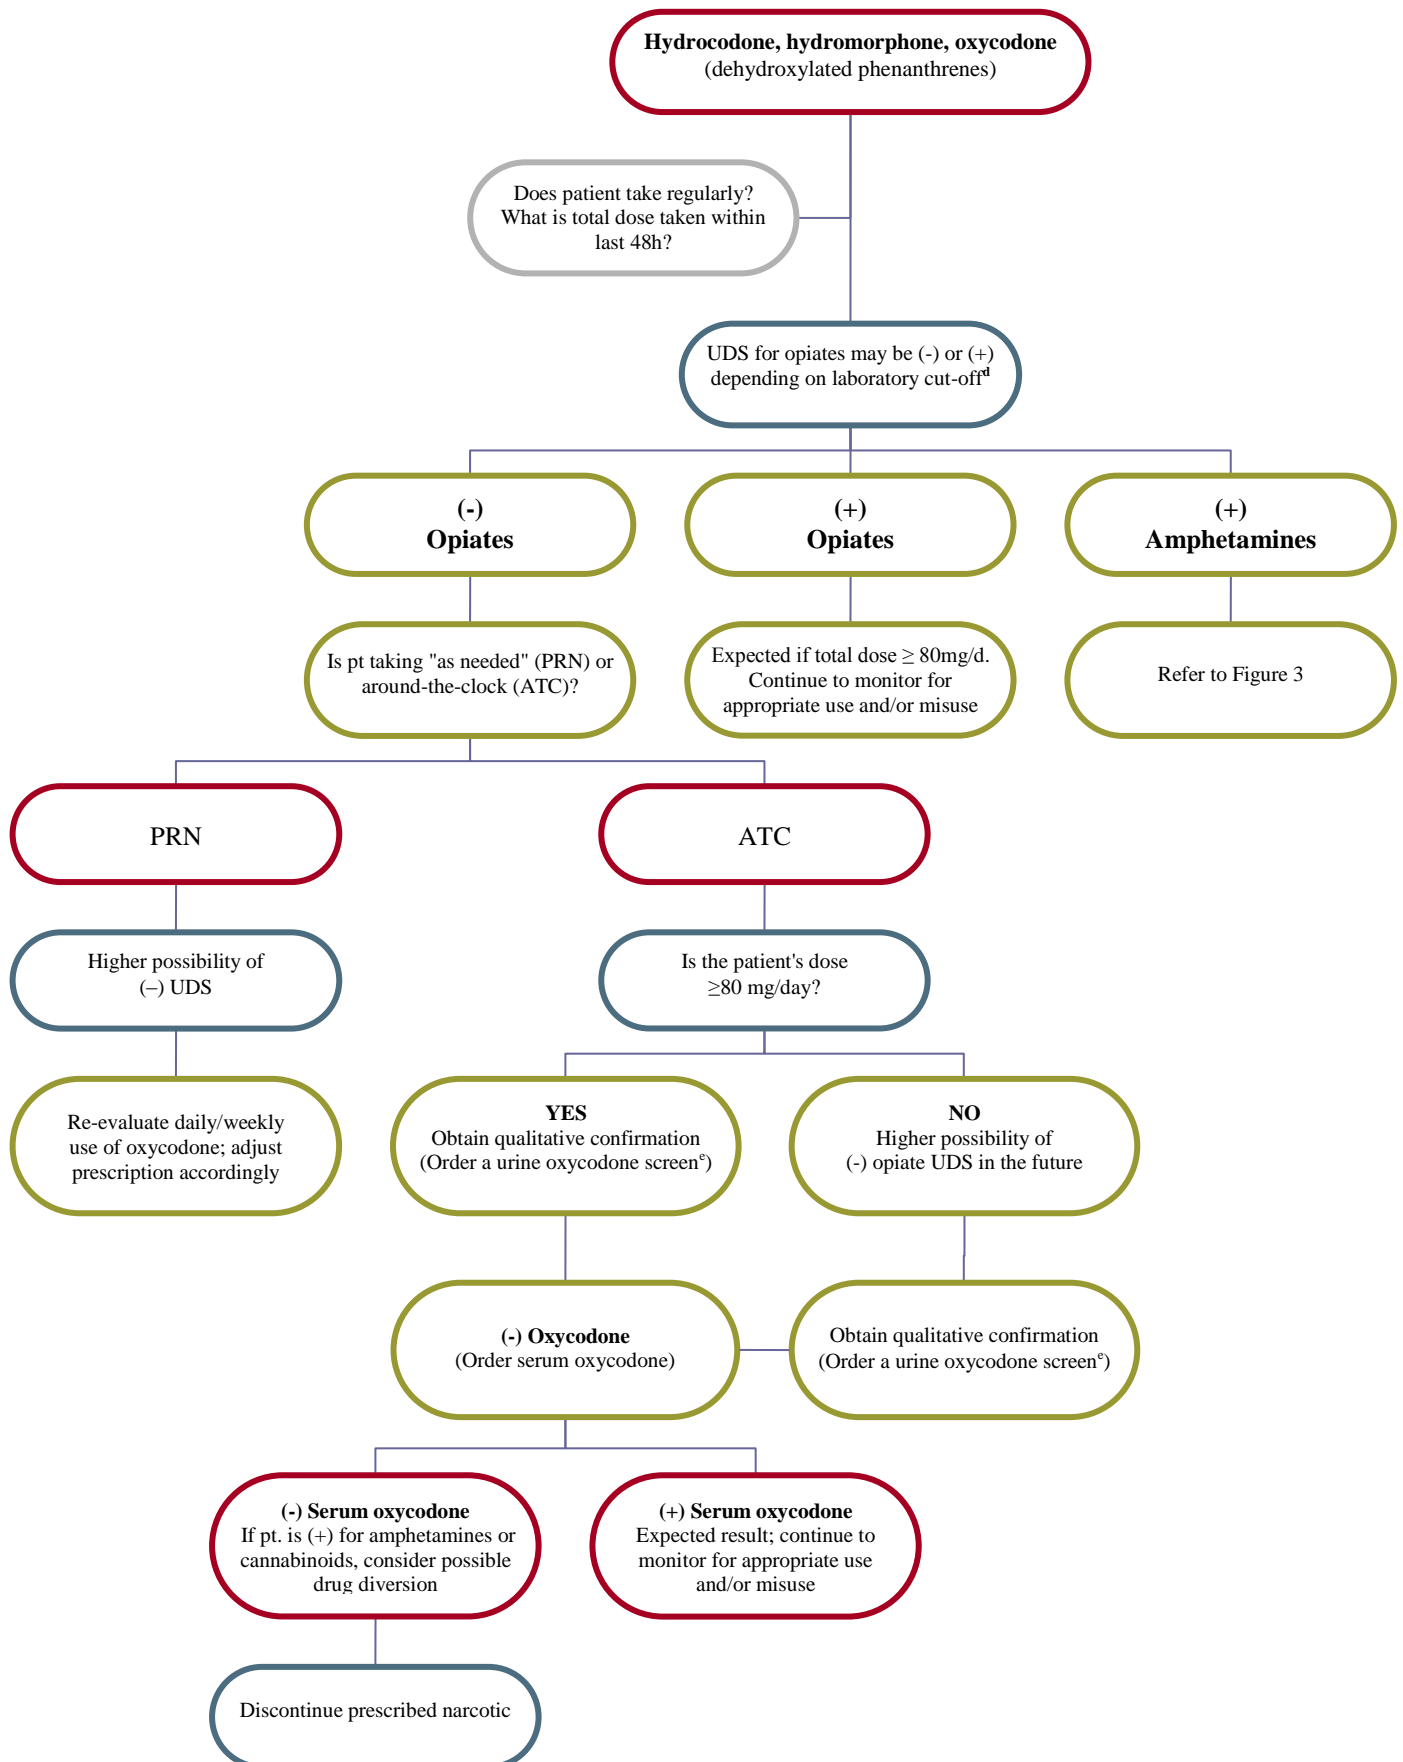 Hydrocodone, hydromorphone, oxycodone
(dehydroxylated phenanthrenes)
Does patient take regularly?
What is total dose taken within
last 48h?
UDS for opiates may be (-) or (+)
depending on laboratory cut-offᵈ
(-)
Opiates
(+)
Opiates
(+)
Amphetamines
Is pt taking "as needed" (PRN) or
around-the-clock (ATC)?
Expected if total dose ≥ 80mg/d.
Continue to monitor for
appropriate use and/or misuse
Refer to Figure 3
PRN
ATC
Higher possibility of
(–) UDS
Is the patient's dose
≥80 mg/day?
Re-evaluate daily/weekly
use of oxycodone; adjust
prescription accordingly
YES
Obtain qualitative confirmation
(Order a urine oxycodone screenᵉ)
NO
Higher possibility of
(-) opiate UDS in the future
(-) Oxycodone
(Order serum oxycodone)
Obtain qualitative confirmation
(Order a urine oxycodone screenᵉ)
(-) Serum oxycodone
If pt. is (+) for amphetamines or
cannabinoids, consider possible
drug diversion
(+) Serum oxycodone
Expected result; continue to
monitor for appropriate use
and/or misuse
Discontinue prescribed narcotic